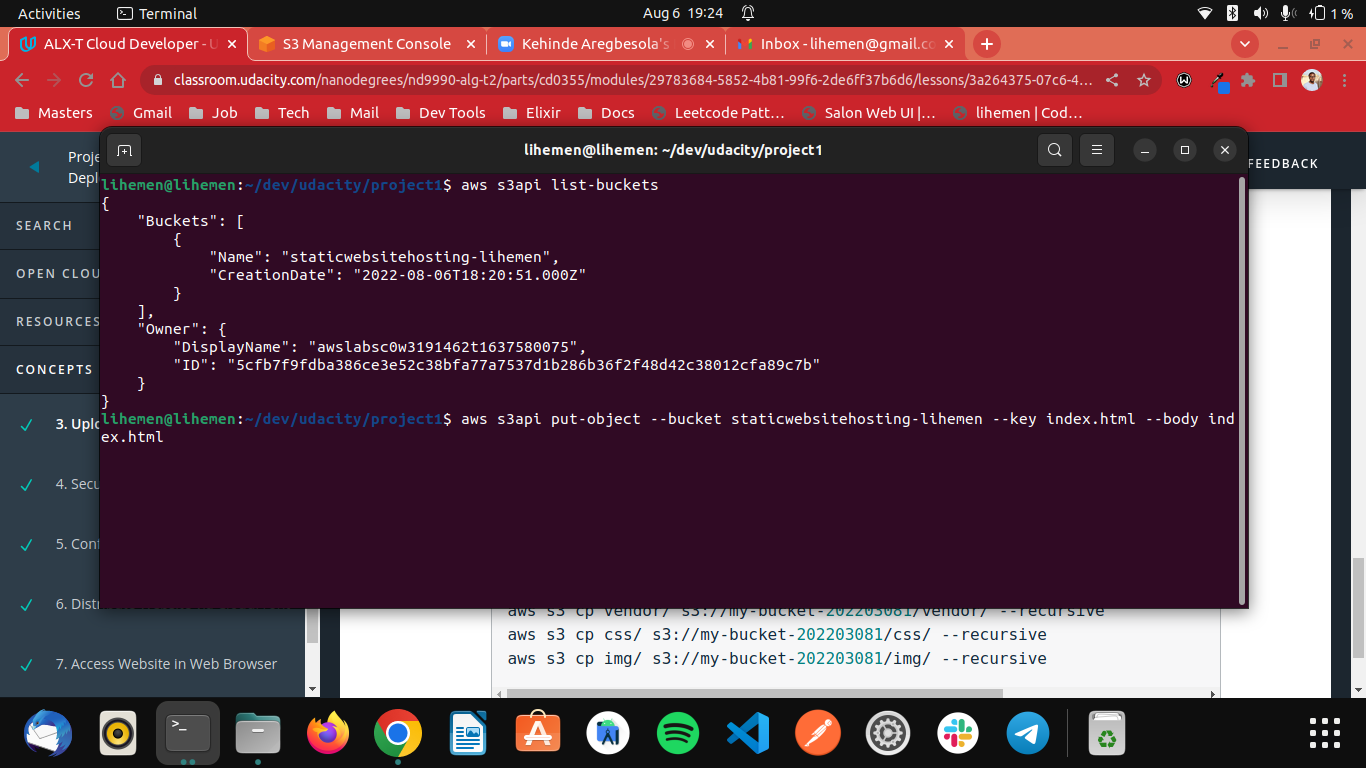 Activities
Terminal
Aug 6 19:24
1 %
ALX-T Cloud Developer - U
S3 Management Console
Kehinde Aregbesola's
Inbox - lihemen@gmail.co
classroom.udacity.com/nanodegrees/nd9990-alg-t2/parts/cd0355/modules/29783684-5852-4b81-99f6-2de6ff37b6d6/lessons/3a264375-07c6-4...
Masters
Gmail
Job
Tech
Mail
Dev Tools
Elixir
Docs
Leetcode Patt...
Salon Web UI |...
lihemen | Cod...
Proje
Depl
FEEDBACK
lihemen@lihemen: ~/dev/udacity/project1
SEARCH
OPEN CLOU
RESOURCES
CONCEPTS
3. Uplo
4. Secu
5. Conf
6. Distr
7. Access Website in Web Browser
lihemen@lihemen:~/dev/udacity/project1$ aws s3api list-buckets
{
    "Buckets": [
        {
            "Name": "staticwebsitehosting-lihemen",
            "CreationDate": "2022-08-06T18:20:51.000Z"
        }
    ],
    "Owner": {
        "DisplayName": "awslabsc0w3191462t1637580075",
        "ID": "5cfb7f9fdba386ce3e52c38bfa77a7537d1b286b36f2f48d42c38012cfa89c7b"
    }
}
lihemen@lihemen:~/dev/udacity/project1$ aws s3api put-object --bucket staticwebsitehosting-lihemen --key index.html --body ind
ex.html
aws s3 cp vendor/ s3://my-bucket-202203081/vendor/ --recursive
aws s3 cp css/ s3://my-bucket-202203081/css/ --recursive
aws s3 cp img/ s3://my-bucket-202203081/img/ --recursive